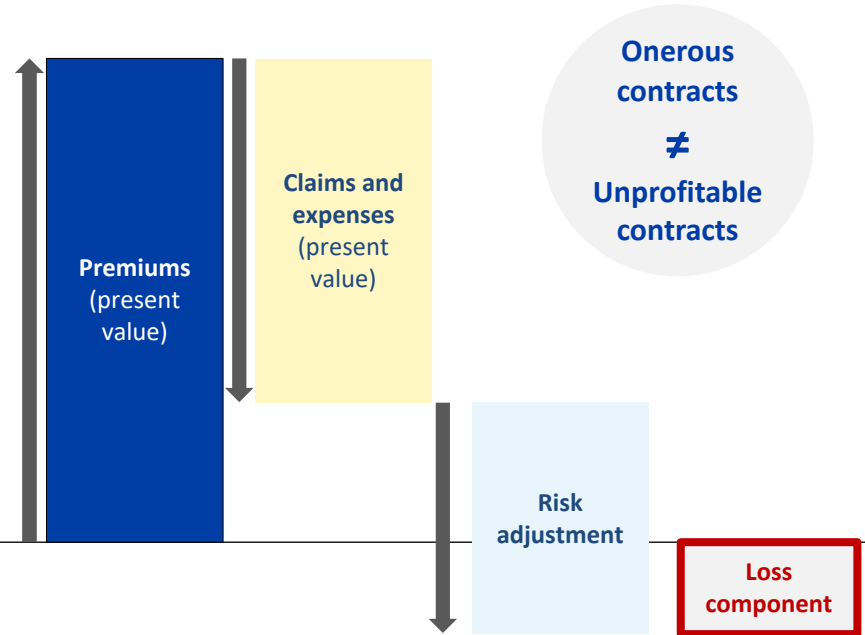 Onerous
contracts
≠
Unprofitable
contracts
Claims and
expenses
(present
value)
Premiums
(present
value)
Risk
adjustment
Loss
component